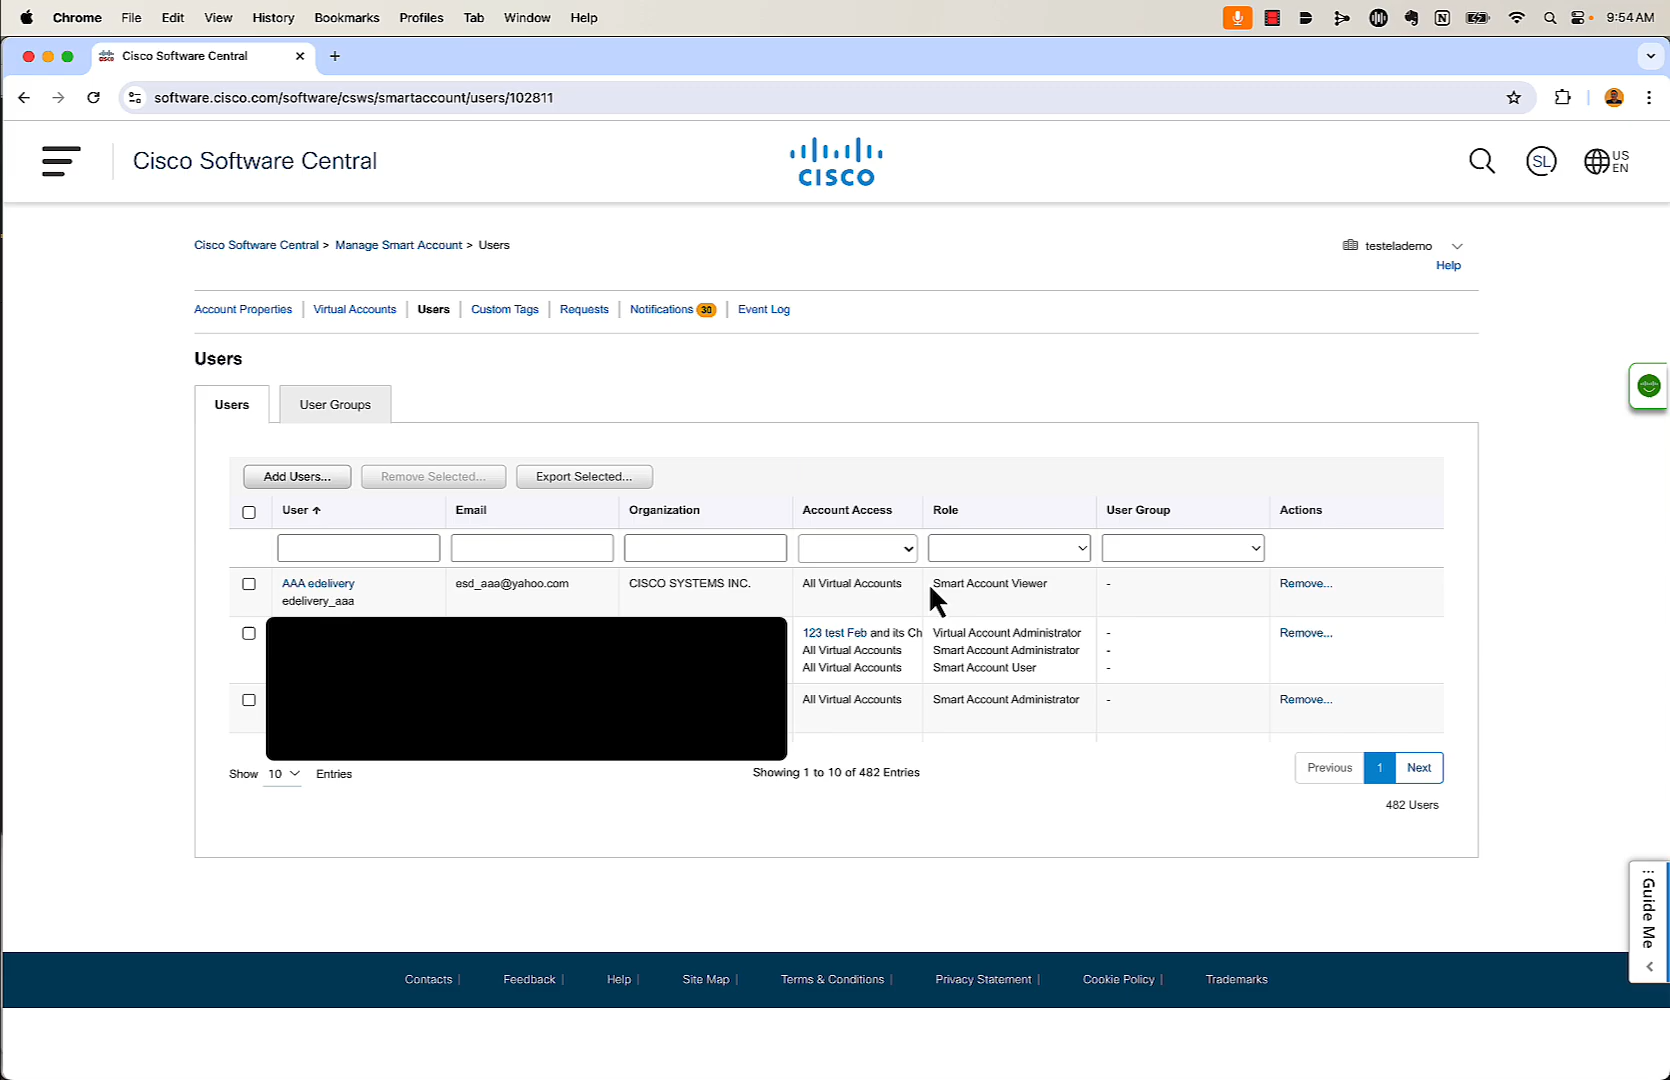 Chrome File Edit View History Bookmarks Profiles Tab Window Help 9:54AM
Cisco Software Central
software.cisco.com/software/csws/smartaccount/users/102811
Cisco Software Central
CISCO
SL
US
EN
Cisco Software Central > Manage Smart Account > Users
testelademo
Help
Account Properties Virtual Accounts Users Custom Tags Requests Notifications 30 Event Log
Users
Users User Groups
Add Users... Remove Selected... Export Selected...
User ↑ Email Organization Account Access Role User Group Actions
AAA edelivery esd_aaa@yahoo.com CISCO SYSTEMS INC. All Virtual Accounts Smart Account Viewer - Remove...
edelivery_aaa
123 test Feb and its Ch Virtual Account Administrator - Remove...
All Virtual Accounts Smart Account Administrator -
All Virtual Accounts Smart Account User -
All Virtual Accounts Smart Account Administrator - Remove...
Show 10 Entries Showing 1 to 10 of 482 Entries Previous 1 Next
482 Users
Guide Me
Contacts | Feedback | Help | Site Map | Terms & Conditions | Privacy Statement | Cookie Policy | Trademarks